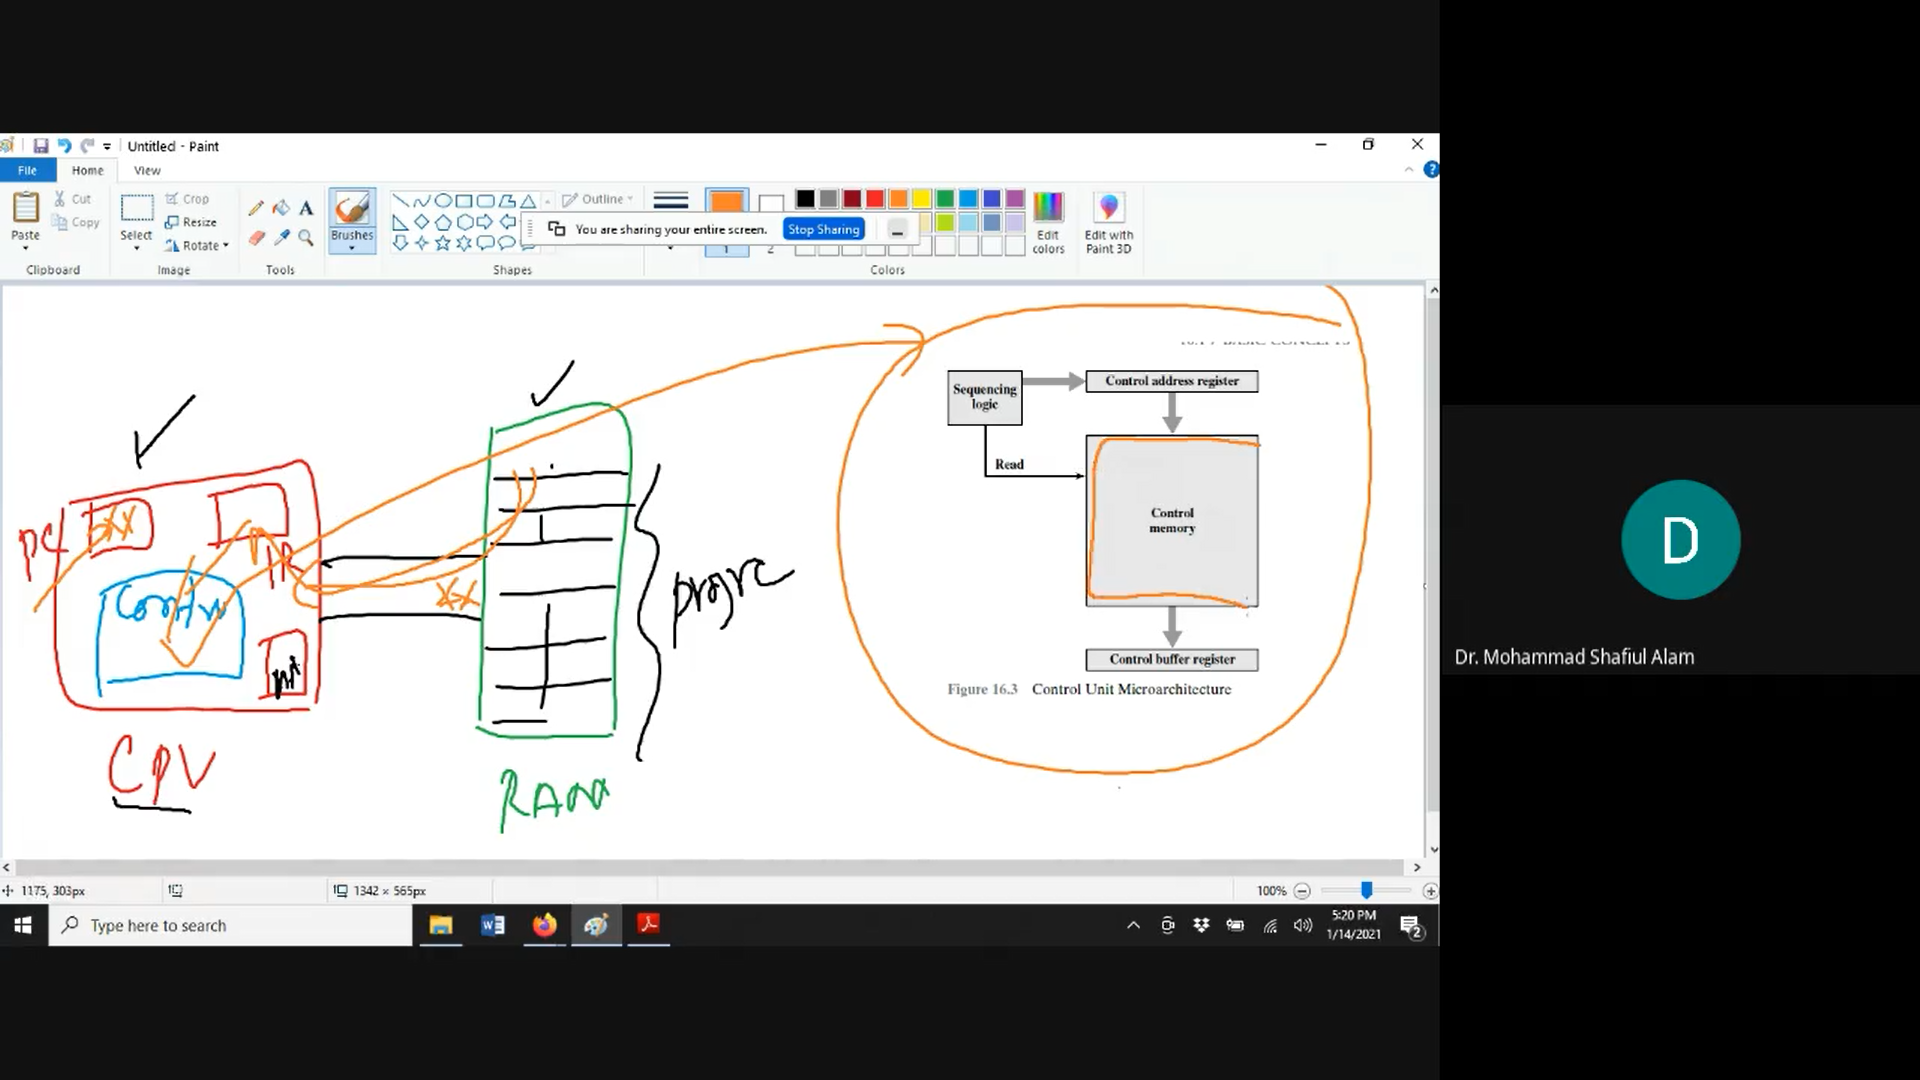 Untitled - Paint
File Home View
Cut
Copy
Paste
Clipboard
Select
Crop
Resize
Rotate
Image
A
Tools
Brushes
Outline
Shapes
You are sharing your entire screen. Stop Sharing
1
2
Colors
Edit colors
Edit with Paint 3D
Sequencing logic
Control address register
Read
Control memory
Control buffer register
Figure 16.3 Control Unit Microarchitecture
PC
XX
IR
XX
CPU
RAM
1175, 303px
1342 × 565px
100%
Type here to search
5:20 PM
1/14/2021
2
D
Dr. Mohammad Shafiul Alam